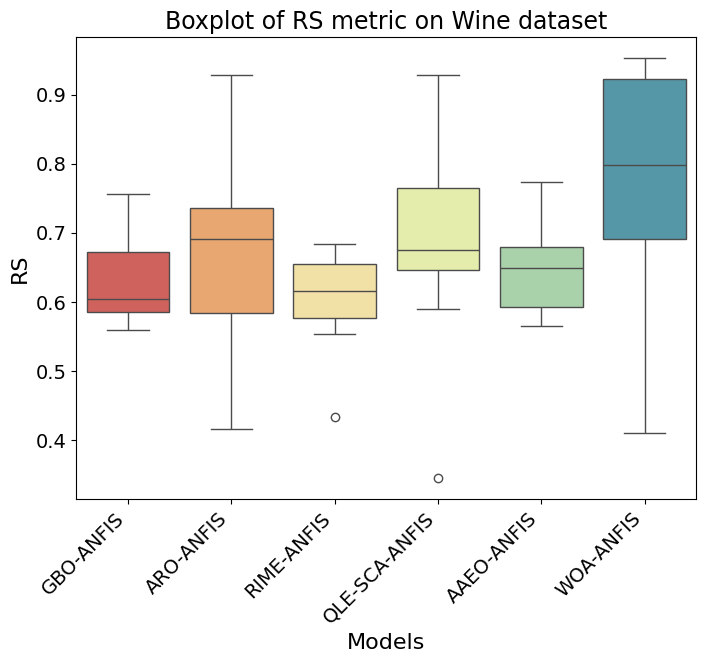 Boxplot of RS metric on Wine dataset
RS
0.9
0.8
0.7
0.6
0.5
0.4
GBO-ANFIS
ARO-ANFIS
RIME-ANFIS
QLE-SCA-ANFIS
AAEO-ANFIS
WOA-ANFIS
Models